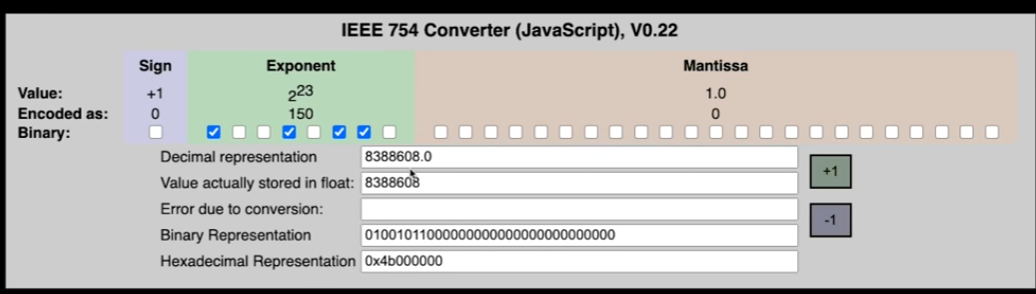 IEEE 754 Converter (JavaScript), V0.22
Sign Exponent Mantissa
Value: +1 2^23 1.0
Encoded as: 0 150 0
Binary:
Decimal representation 8388608.0
Value actually stored in float: 8388608
Error due to conversion:
Binary Representation 01001011000000000000000000000000
Hexadecimal Representation 0x4b000000
+1
-1